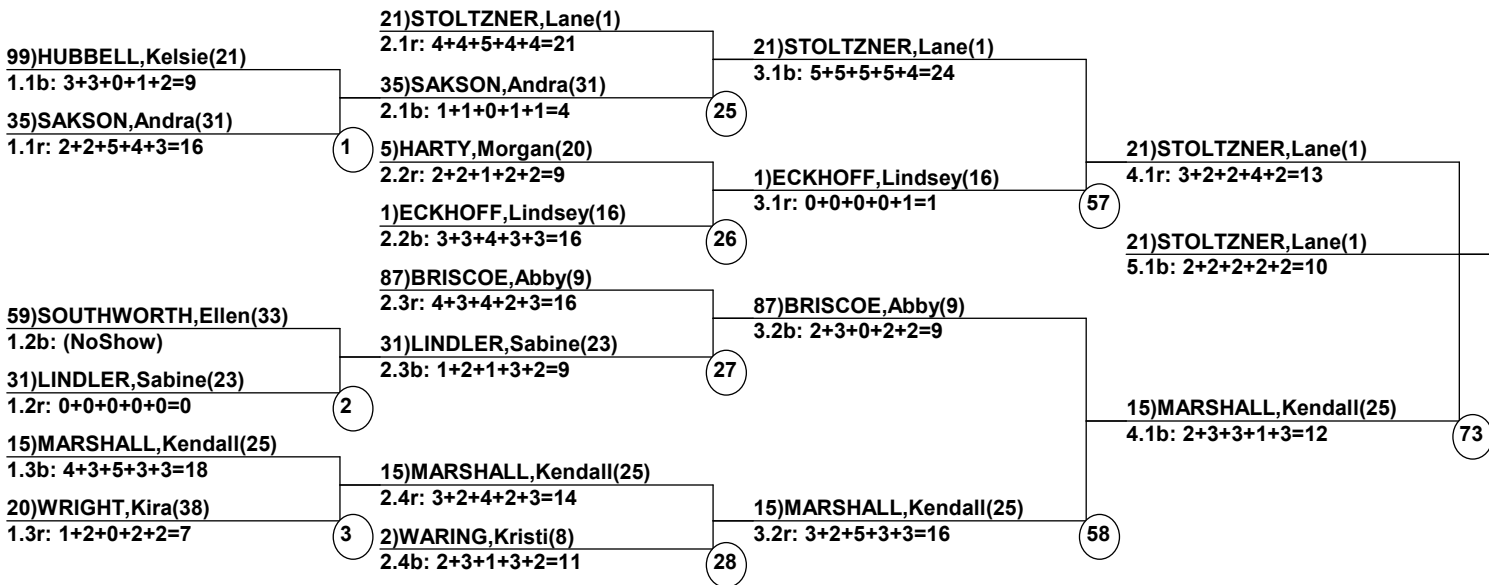 99)HUBBELL,Kelsie(21)
1.1b: 3+3+0+1+2=9
35)SAKSON,Andra(31)
1.1r: 2+2+5+4+3=16
1
59)SOUTHWORTH,Ellen(33)
1.2b: (NoShow)
31)LINDLER,Sabine(23)
1.2r: 0+0+0+0+0=0
2
15)MARSHALL,Kendall(25)
1.3b: 4+3+5+3+3=18
20)WRIGHT,Kira(38)
1.3r: 1+2+0+2+2=7
3
21)STOLTZNER,Lane(1)
2.1r: 4+4+5+4+4=21
35)SAKSON,Andra(31)
2.1b: 1+1+0+1+1=4
25
5)HARTY,Morgan(20)
2.2r: 2+2+1+2+2=9
1)ECKHOFF,Lindsey(16)
2.2b: 3+3+4+3+3=16
26
87)BRISCOE,Abby(9)
2.3r: 4+3+4+2+3=16
31)LINDLER,Sabine(23)
2.3b: 1+2+1+3+2=9
27
15)MARSHALL,Kendall(25)
2.4r: 3+2+4+2+3=14
2)WARING,Kristi(8)
2.4b: 2+3+1+3+2=11
28
21)STOLTZNER,Lane(1)
3.1b: 5+5+5+5+4=24
1)ECKHOFF,Lindsey(16)
3.1r: 0+0+0+0+1=1
57
87)BRISCOE,Abby(9)
3.2b: 2+3+0+2+2=9
15)MARSHALL,Kendall(25)
3.2r: 3+2+5+3+3=16
58
21)STOLTZNER,Lane(1)
4.1r: 3+2+2+4+2=13
21)STOLTZNER,Lane(1)
5.1b: 2+2+2+2+2=10
15)MARSHALL,Kendall(25)
4.1b: 2+3+3+1+3=12
73